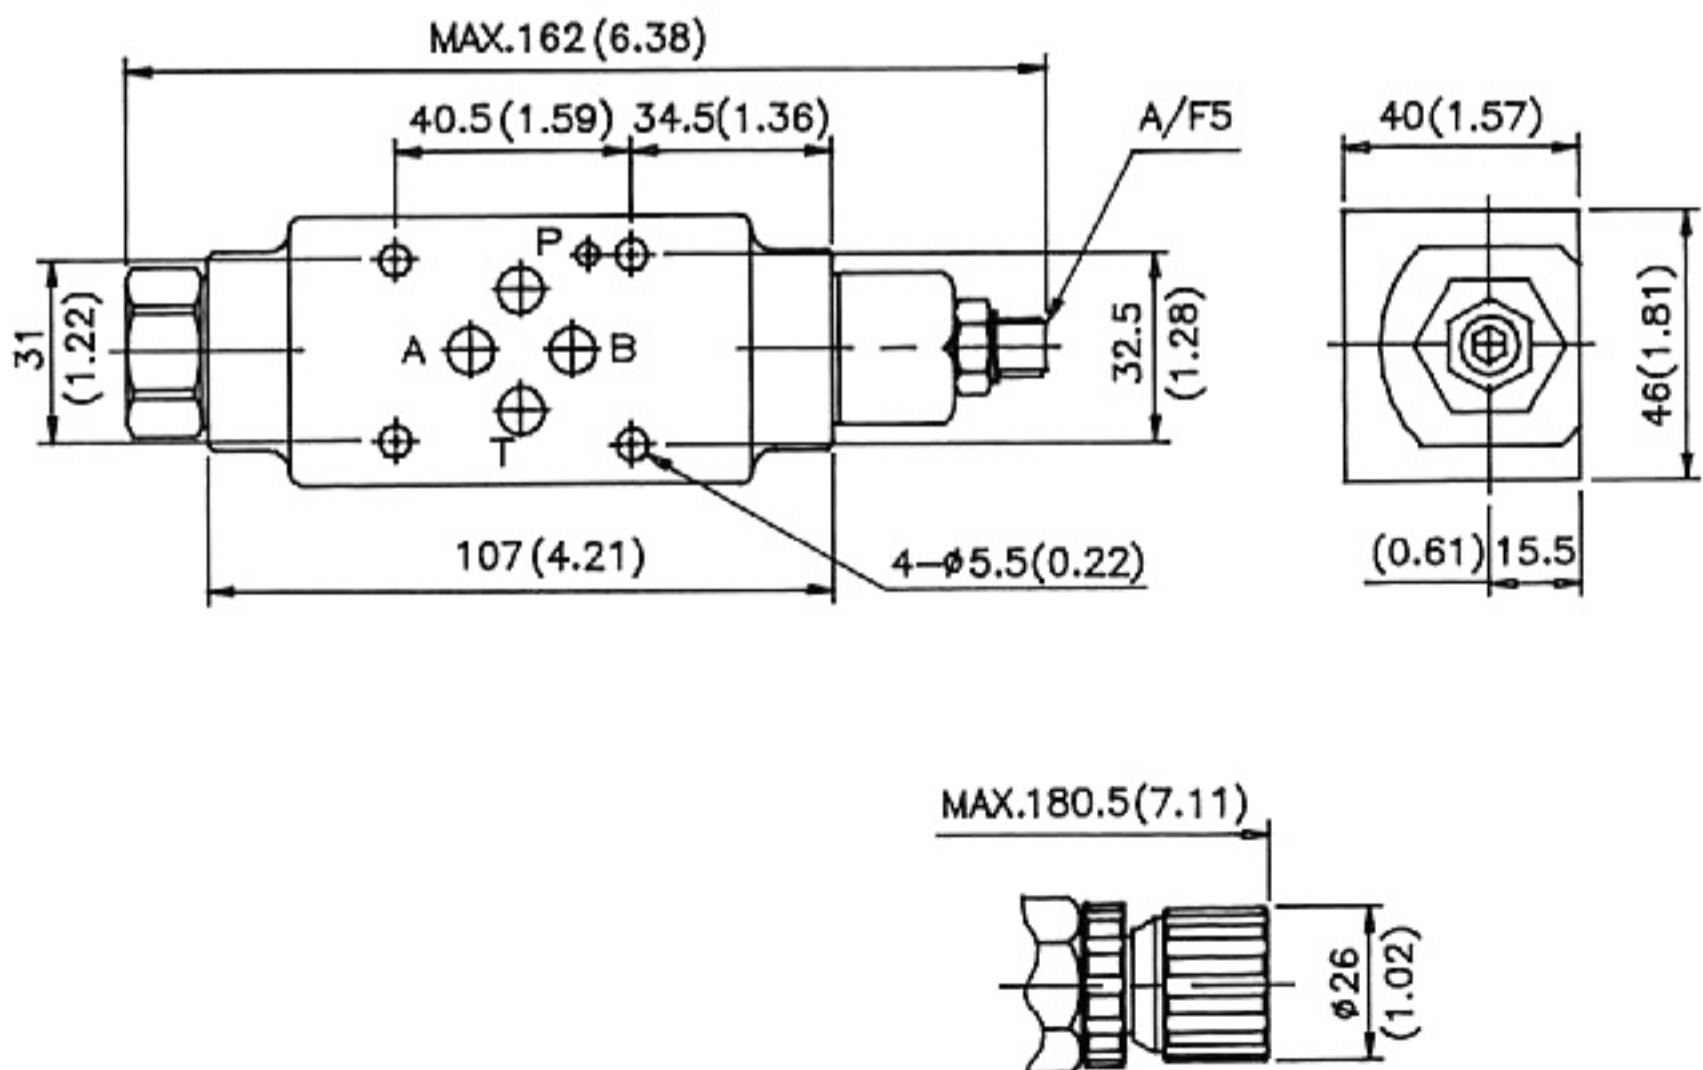 MAX.162(6.38)
40.5(1.59) 34.5(1.36)
A/F5
40(1.57)
P
A
B
T
31
(1.22)
32.5
(1.28)
46(1.81)
107(4.21)
4-ø5.5(0.22)
(0.61) 15.5
MAX.180.5(7.11)
ø26
(1.02)